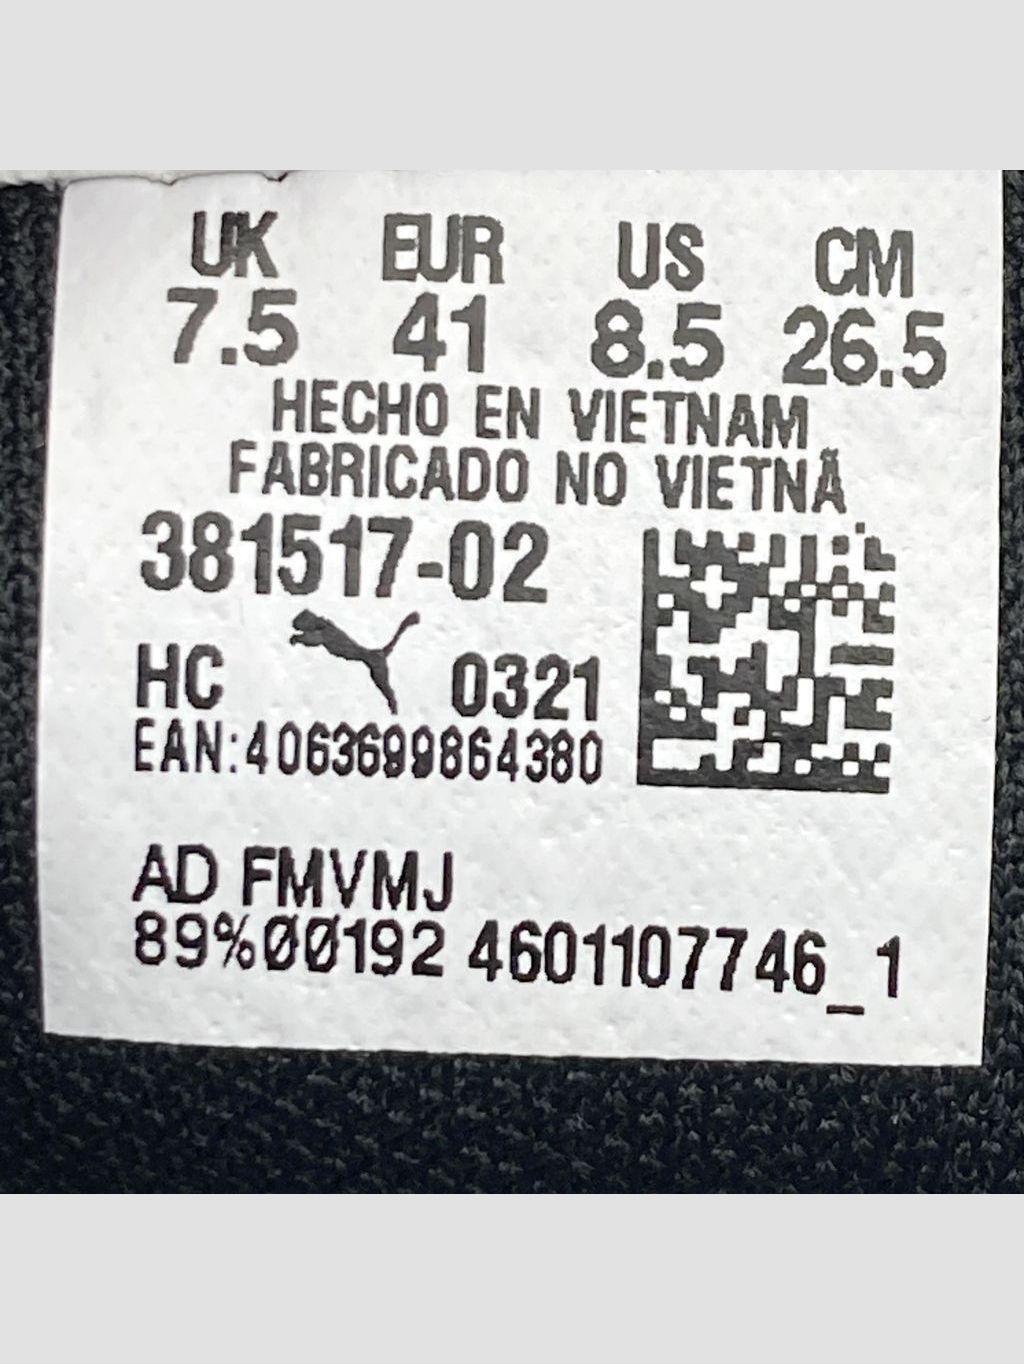 UK EUR US CM
7.5 41 8.5 26.5
HECHO EN VIETNAM
FABRICADO NO VIETNÃ
381517-02
HC 0321
EAN:4063699864380
AD FMVMJ
89%00192 4601107746_1